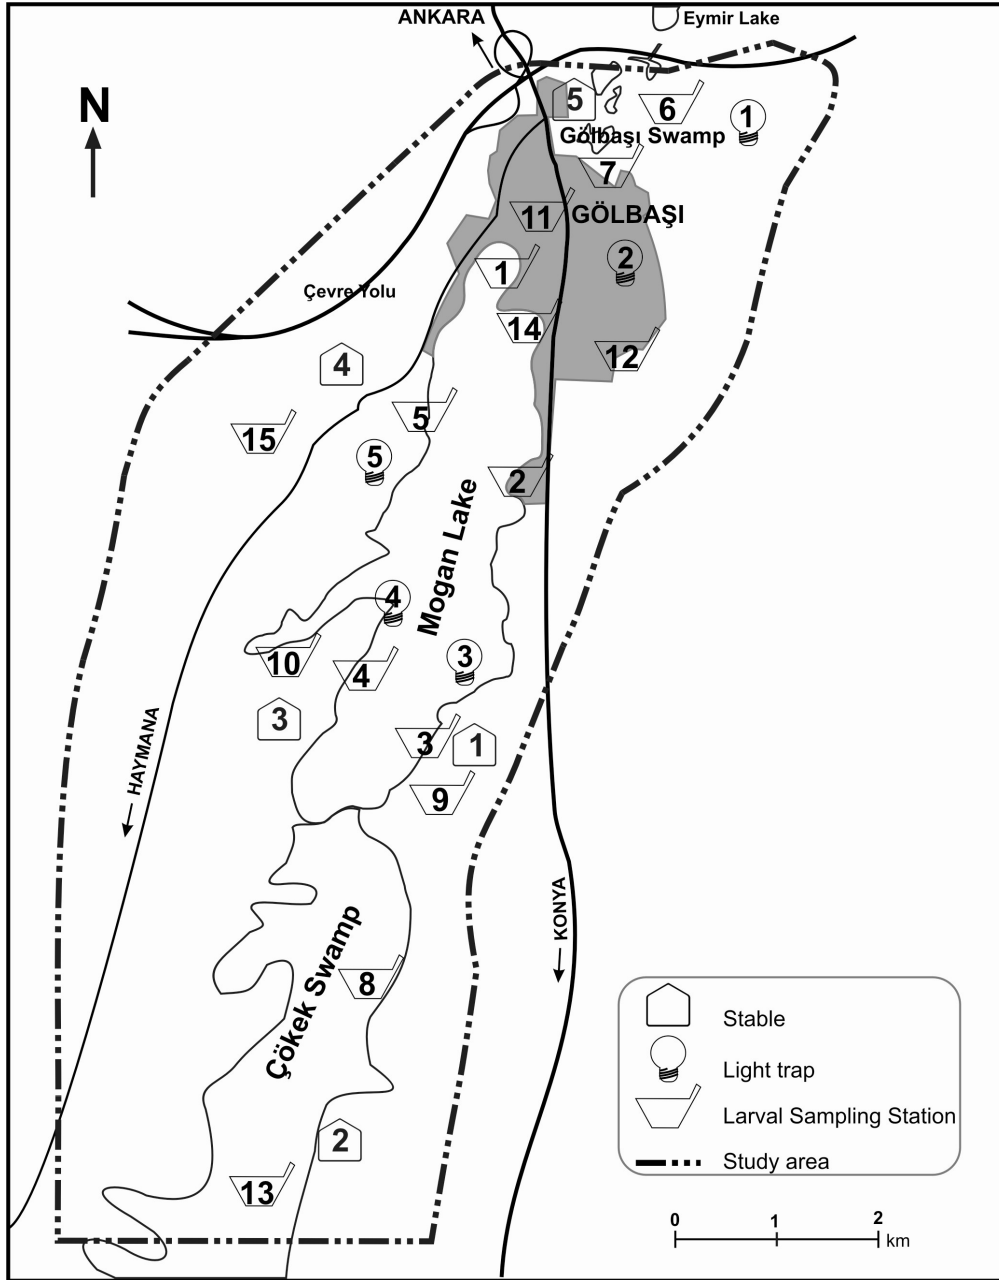 ANKARA
Eymir Lake
N
5
6
1
Gölbaşı Swamp
7
11
GÖLBAŞI
1
2
Çevre Yolu
14
12
4
5
15
5
2
Mogan Lake
4
10
4
3
3
3
1
HAYMANA
9
KONYA
Çökek Swamp
8
Stable
Light trap
Larval Sampling Station
2
Study area
13
0 1 2
km